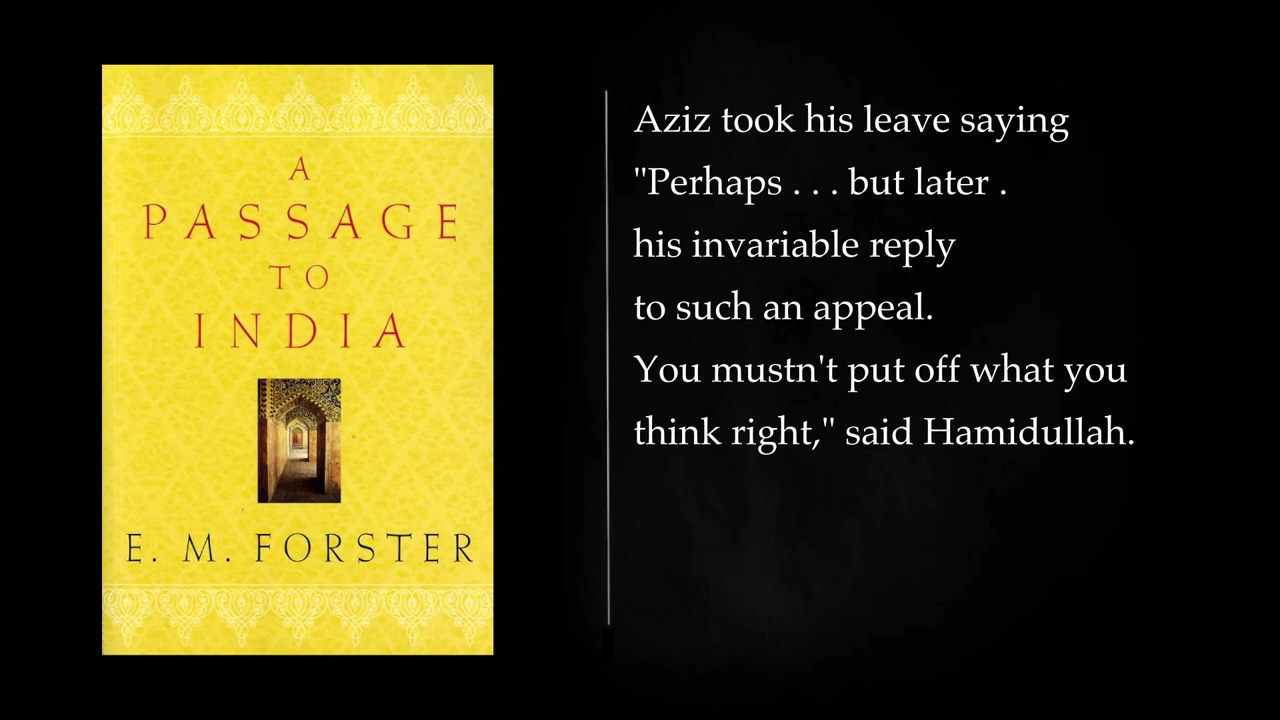 A
PASSAGE
TO
INDIA
E. M. FORSTER
Aziz took his leave saying
"Perhaps . . . but later .
his invariable reply
to such an appeal.
You mustn't put off what you
think right," said Hamidullah.